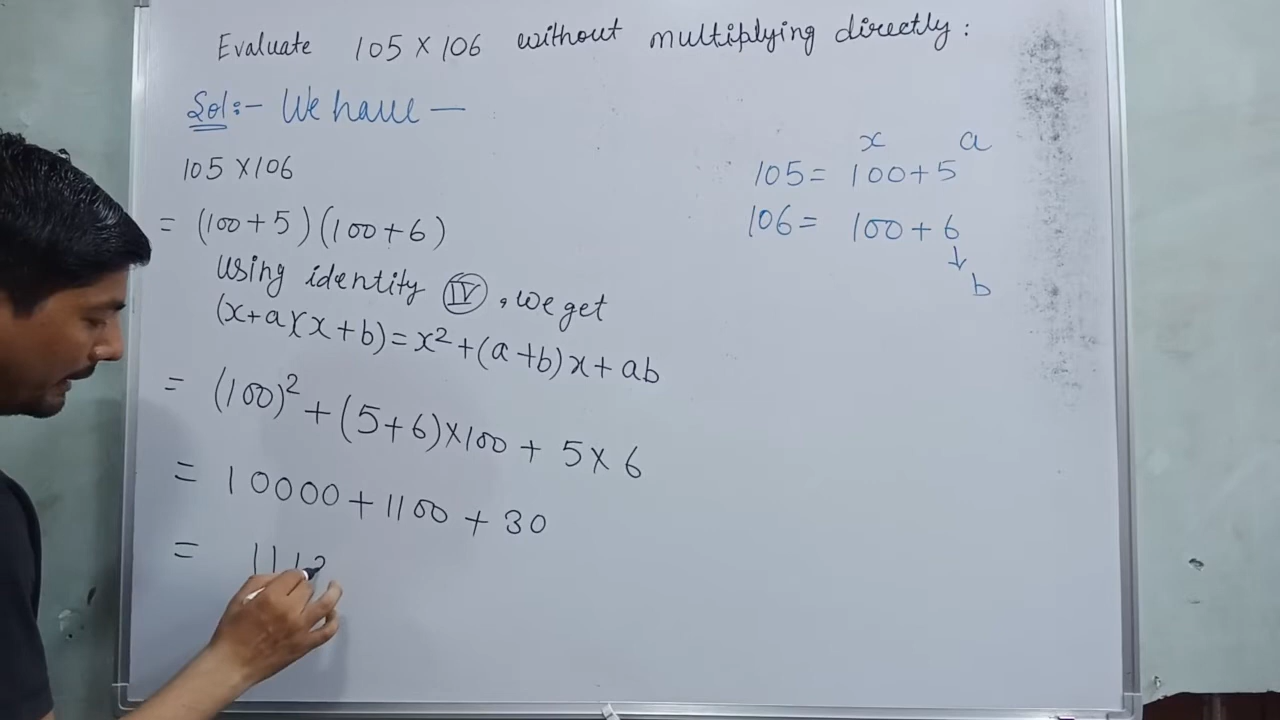 Evaluate 105 × 106 without multiplying directly :
Sol:- We have —
105 × 106
= (100 + 5) (100 + 6)
Using identity IV, we get
(x+a)(x + b) = x² + (a + b) x + ab
= (100)² + (5+6)×100 + 5 × 6
= 10000 + 1100 + 30
= 111
x a
105 = 100 + 5
106 = 100 + 6
↓
b